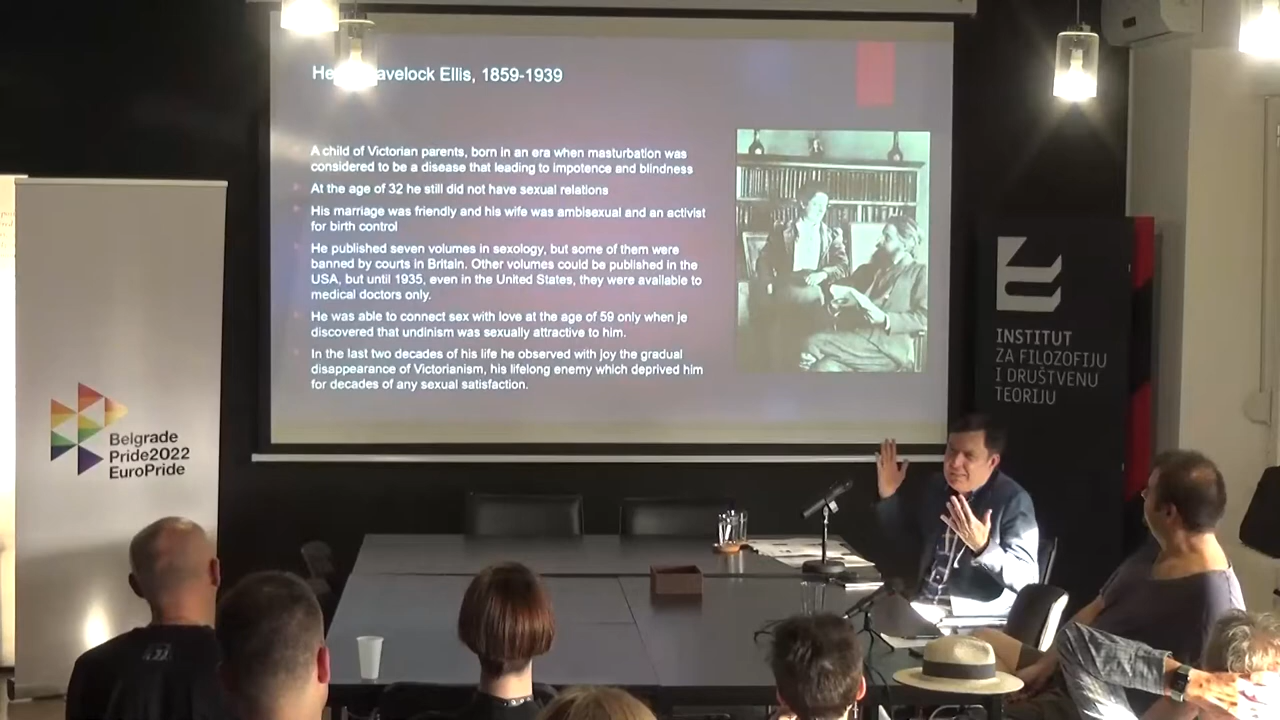 He avelock Ellis, 1859-1939
A child of Victorian parents, born in an era when masturbation was
considered to be a disease that leading to impotence and blindness
At the age of 32 he still did not have sexual relations
His marriage was friendly and his wife was ambisexual and an activist
for birth control
He published seven volumes in sexology, but some of them were
banned by courts in Britain. Other volumes could be published in the
USA, but until 1935, even in the United States, they were available to
medical doctors only.
He was able to connect sex with love at the age of 59 only when je
discovered that undinism was sexually attractive to him.
In the last two decades of his life he observed with joy the gradual
disappearance of Victorianism, his lifelong enemy which deprived him
for decades of any sexual satisfaction.
INSTITUT
ZA FILOZOFIJU
I DRUŠTVENU
TEORIJU
Belgrade
Pride2022
EuroPride